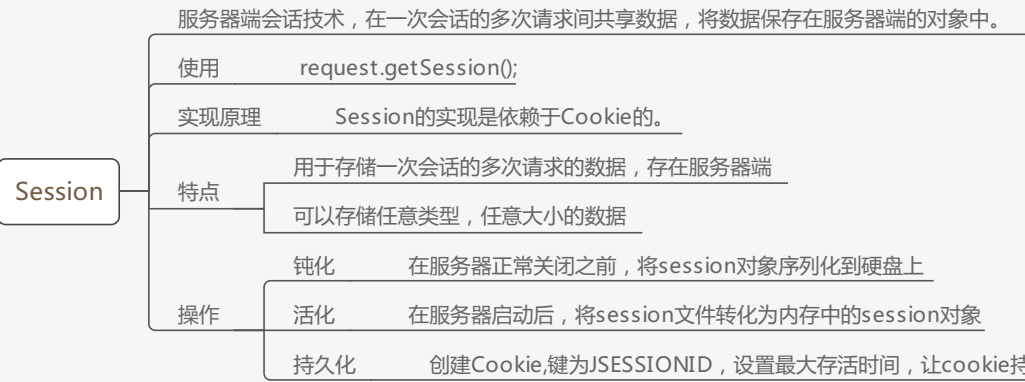 服务器端会话技术，在一次会话的多次请求间共享数据，将数据保存在服务器端的对象中。
使用 request.getSession();
实现原理 Session的实现是依赖于Cookie的。
Session
特点
用于存储一次会话的多次请求的数据，存在服务器端
可以存储任意类型，任意大小的数据
操作
钝化 在服务器正常关闭之前，将session对象序列化到硬盘上
活化 在服务器启动后，将session文件转化为内存中的session对象
持久化 创建Cookie,键为JSESSIONID，设置最大存活时间，让cookie持